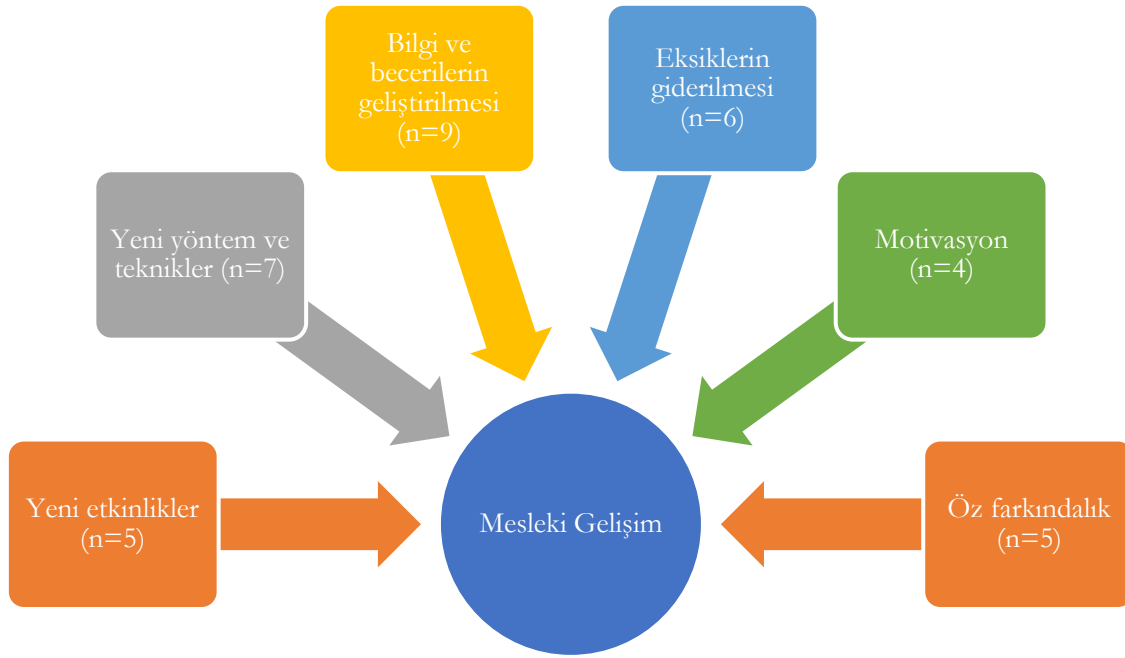 Bilgi ve
becerilerin
geliştirilmesi
(n=9)
Eksiklerin
giderilmesi
(n=6)
Yeni yöntem ve
teknikler (n=7)
Motivasyon
(n=4)
Yeni etkinlikler
(n=5)
Mesleki Gelişim
Öz farkındalık
(n=5)